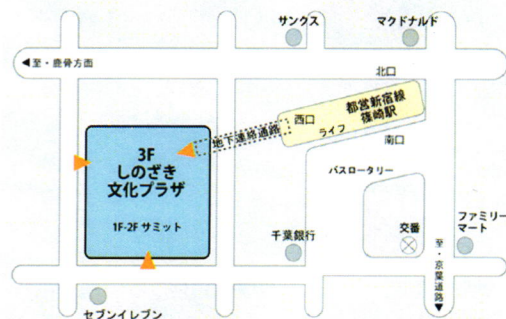 サンクス
マクドナルド
◀至・鹿骨方面
北口
都営新宿線
篠崎駅
西口
ライフ
地下連絡通路
南口
3F
しのざき
文化プラザ
バスロータリー
1F-2F サミット
千葉銀行
交番
ファミリー
マート
至・京葉道路▶
セブンイレブン